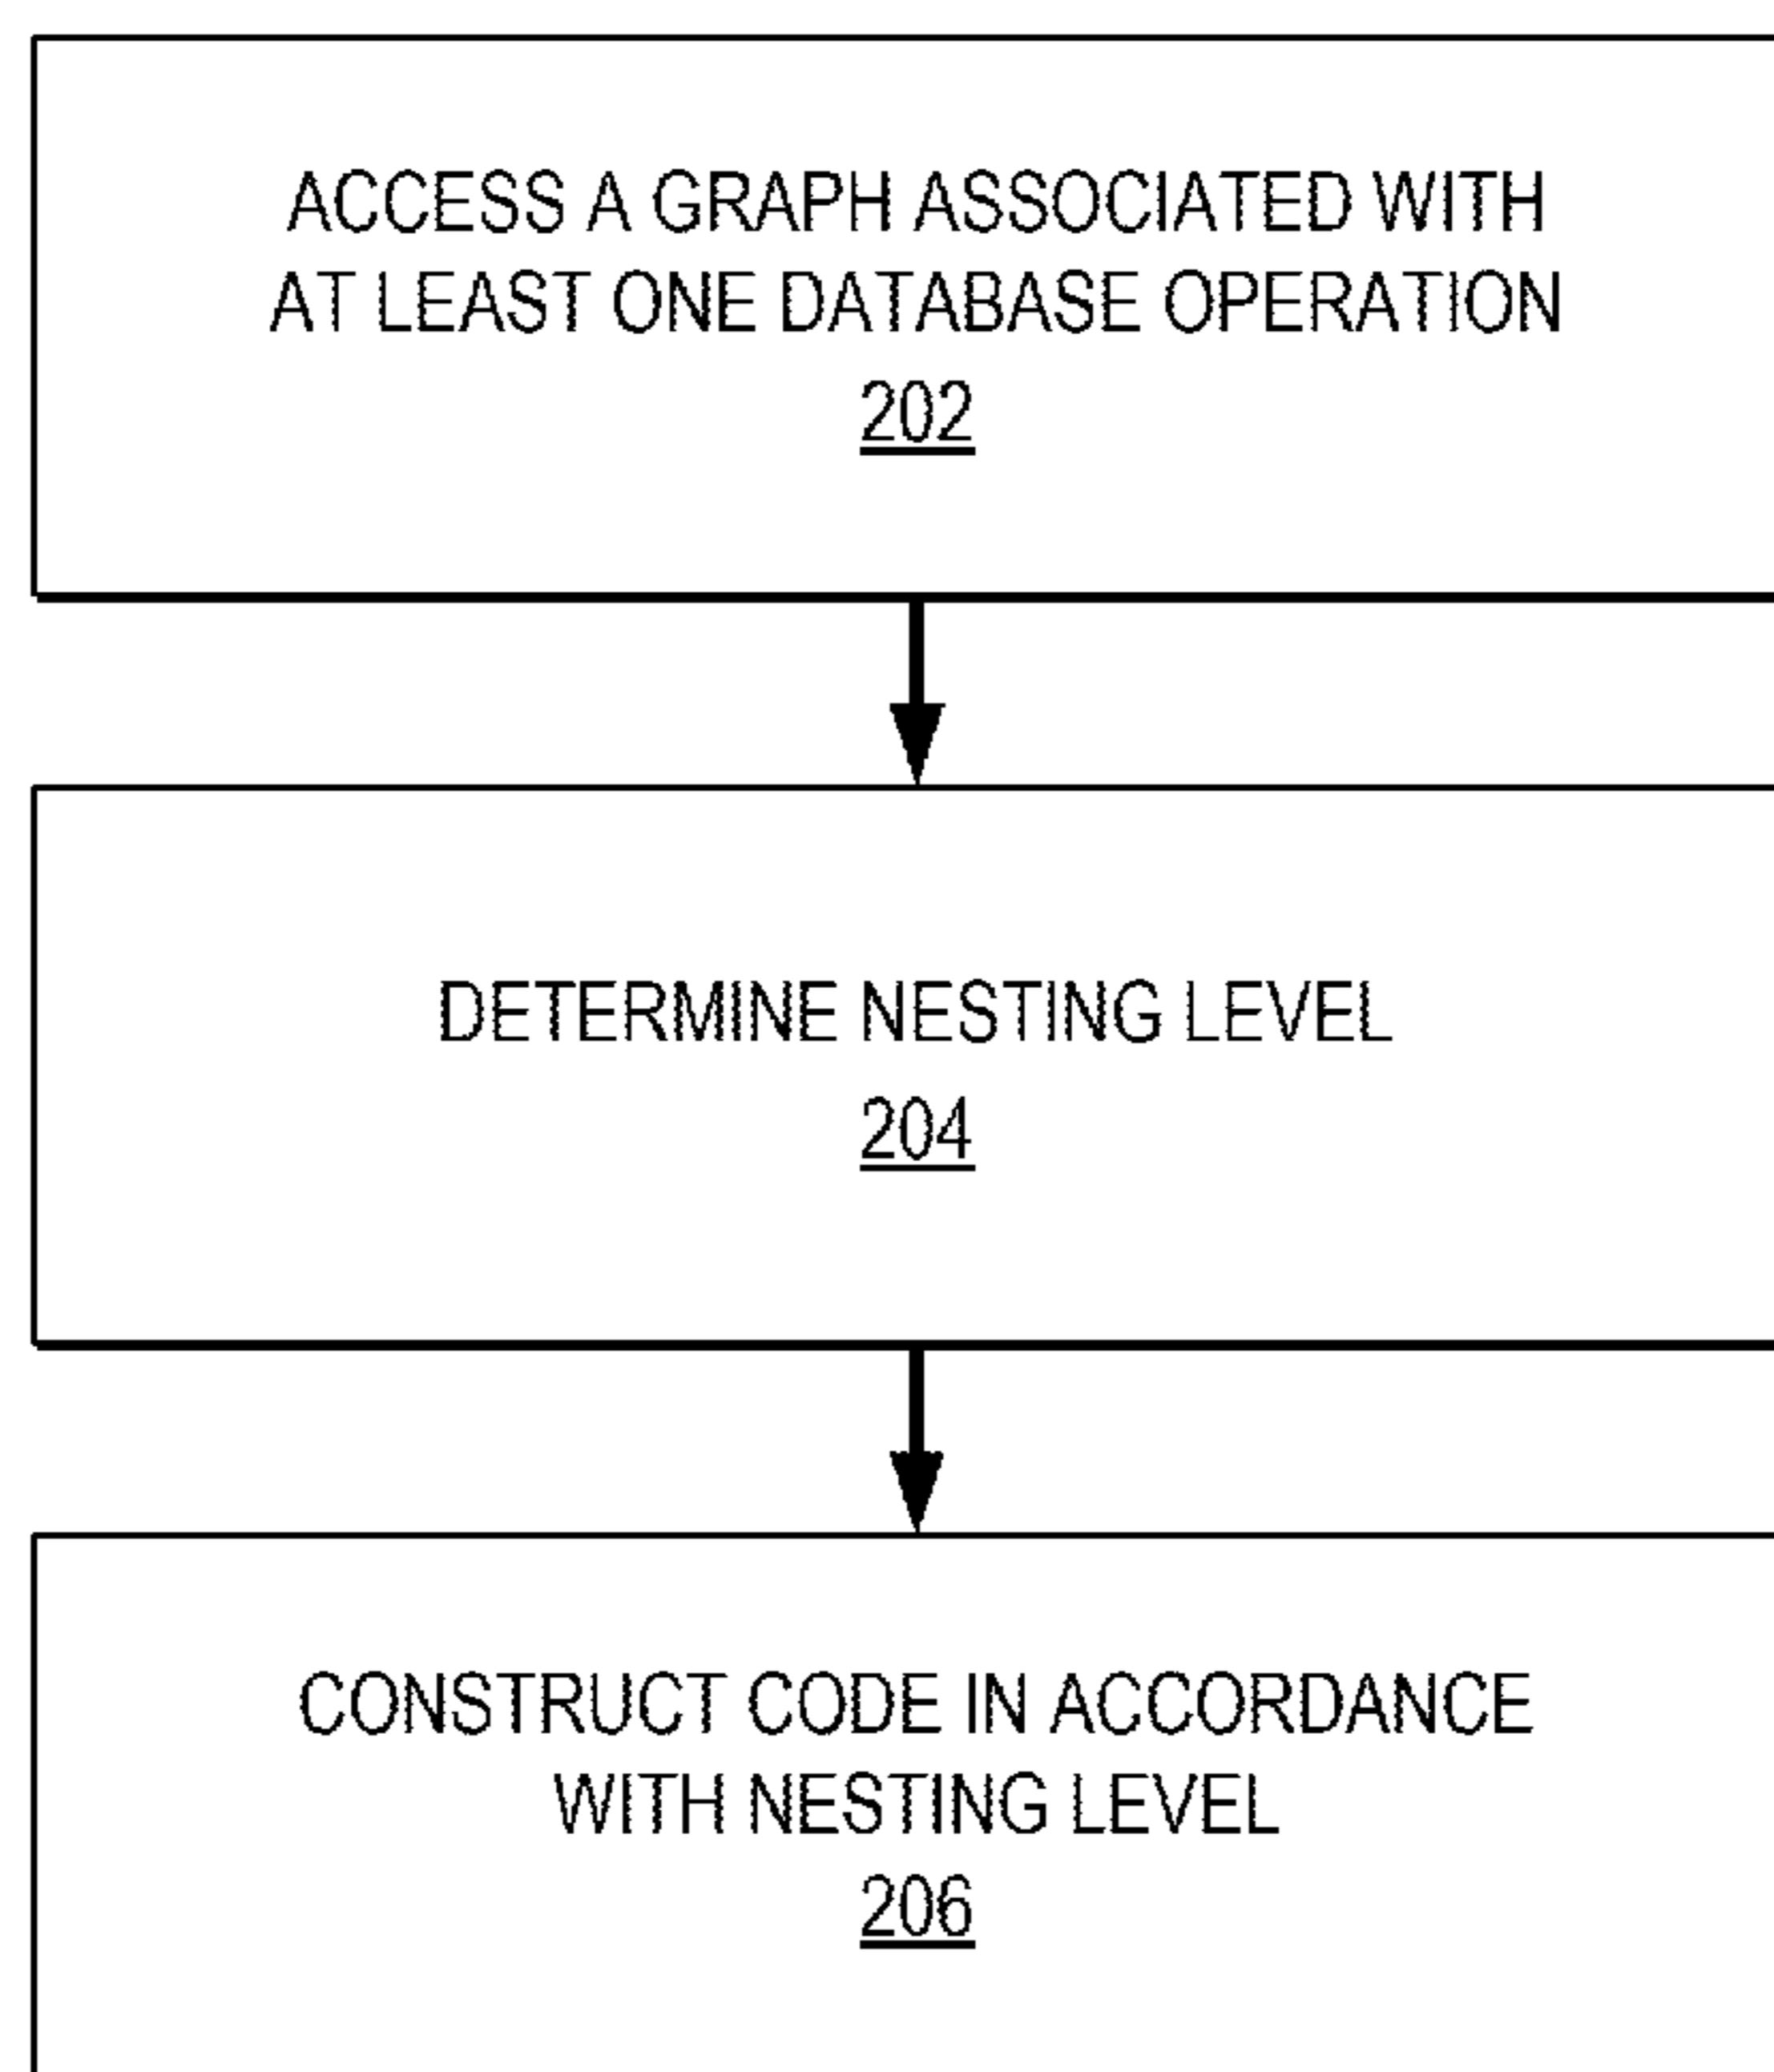 ACCESS A GRAPH ASSOCIATED WITH
AT LEAST ONE DATABASE OPERATION
202
DETERMINE NESTING LEVEL
204
CONSTRUCT CODE IN ACCORDANCE
WITH NESTING LEVEL
206